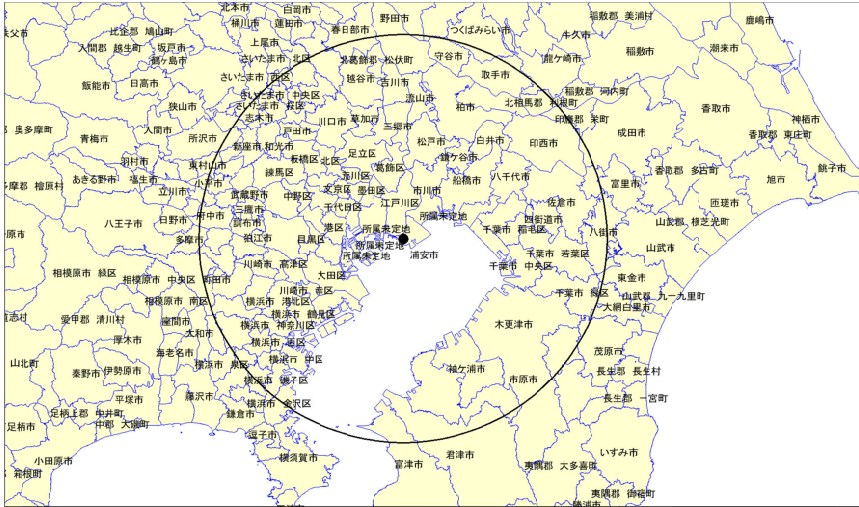 白岡市
北本市
野田市
秩父市
比企郡 鳩山町
桶川市
蓮田市
春日部市
つくばみらい市
稲敷郡 美浦村
鹿嶋市
牛久市
入間郡 越生町
坂戸市
上尾市
北葛飾郡 松伏町
守谷市
龍ケ崎市
稲敷市
潮来市
鶴ヶ島市
さいたま市 北区
飯能市
日高市
さいたま市 西区
越谷市
吉川市
取手市
稲敷郡 河内町
さいたま市 中央区
流山市
柏市
北相馬郡 利根町
香取市
狭山市
さいたま市 桜区
志木市
川口市
草加市
三郷市
印旛郡 栄町
神栖市
奥多摩町
青梅市
入間市
所沢市
戸田市
松戸市
白井市
印西市
成田市
香取郡 東庄町
新座市
和光市
羽村市
東村山市
板橋区
北区
足立区
鎌ケ谷市
多摩郡 檜原村
あきる野市
福生市
練馬区
荒川区
葛飾区
船橋市
八千代市
富里市
香取郡 多古町
旭市
銚子市
立川市
小平市
武蔵野市
中野区
文京区
墨田区
市川市
三鷹市
千代田区
江戸川区
佐倉市
匝瑳市
八王子市
日野市
府中市
調布市
港区
所属未定地
所属未定地
四街道市
千葉市 稲毛区
八街市
山武郡 横芝光町
多摩市
狛江市
目黒区
所属未定地
所属未定地
浦安市
千葉市 若葉区
山武市
相模原市 緑区
川崎市 高津区
大田区
千葉市 中央区
東金市
相模原市 中央区
町田市
川崎市 幸区
千葉市 緑区
山武郡 九十九里町
相模原市 南区
横浜市 港北区
大網白里市
道志村
愛甲郡 清川村
座間市
横浜市 鶴見区
横浜市 神奈川区
木更津市
厚木市
大和市
横浜市 西区
山北町
海老名市
横浜市 泉区
横浜市 中区
茂原市
秦野市
伊勢原市
横浜市 磯子区
袖ケ浦市
市原市
長生郡 長生村
平塚市
藤沢市
横浜市 金沢区
長生郡 一宮町
足柄上郡 中井町
鎌倉市
足柄
中郡 大磯町
逗子市
いすみ市
小田原市
横須賀市
富津市
君津市
夷隅郡 大多喜町
箱根町
夷隅郡 御宿町
勝浦市